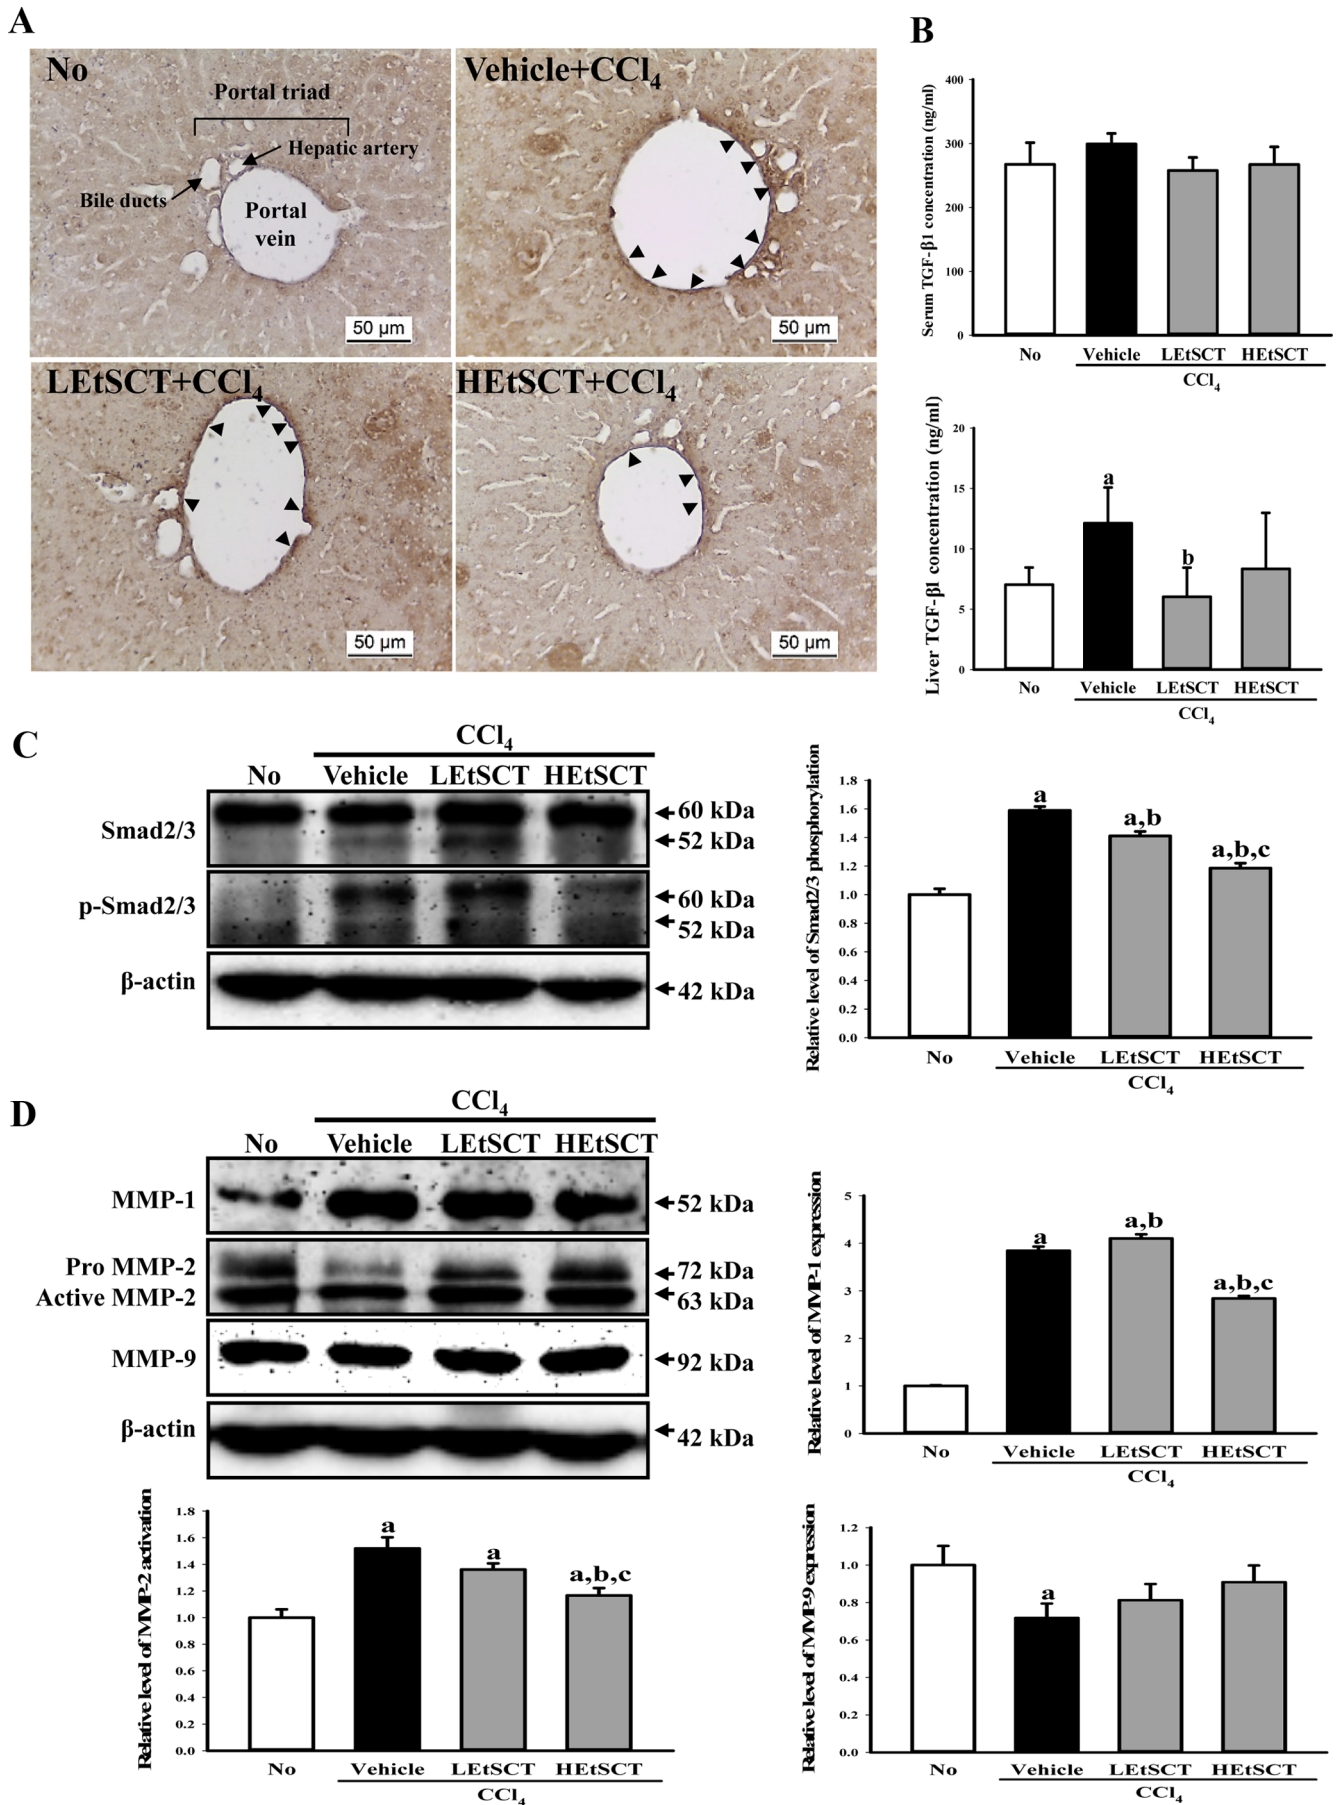 A
No
Portal triad
Hepatic artery
Bile ducts
Portal
vein
50 µm
Vehicle+CCl4
50 µm
LEtSCT+CCl4
50 µm
HEtSCT+CCl4
50 µm
B
Serum TGF-β1 concentration (ng/ml)
400
300
200
100
0
No Vehicle LEtSCT HEtSCT
CCl4
Liver TGF-β1 concentration (ng/ml)
20
15
10
5
0
a
b
No Vehicle LEtSCT HEtSCT
CCl4
C
CCl4
No Vehicle LEtSCT HEtSCT
Smad2/3
60 kDa
52 kDa
p-Smad2/3
60 kDa
52 kDa
β-actin
42 kDa
Relative level of Smad2/3 phosphorylation
1.8
1.6
1.4
1.2
1.0
0.8
0.6
0.4
0.2
0.0
a
a,b
a,b,c
No Vehicle LEtSCT HEtSCT
CCl4
D
CCl4
No Vehicle LEtSCT HEtSCT
MMP-1
52 kDa
Pro MMP-2
72 kDa
Active MMP-2
63 kDa
MMP-9
92 kDa
β-actin
42 kDa
Relative level of MMP-1 expression
5
4
3
2
1
0
a
a,b
a,b,c
No Vehicle LEtSCT HEtSCT
CCl4
Relative level of MMP-2 activation
1.8
1.6
1.4
1.2
1.0
0.8
0.6
0.4
0.2
0.0
a
a
a,b,c
No Vehicle LEtSCT HEtSCT
CCl4
Relative level of MMP-9 expression
1.2
1.0
0.8
0.6
0.4
0.2
0.0
a
No Vehicle LEtSCT HEtSCT
CCl4